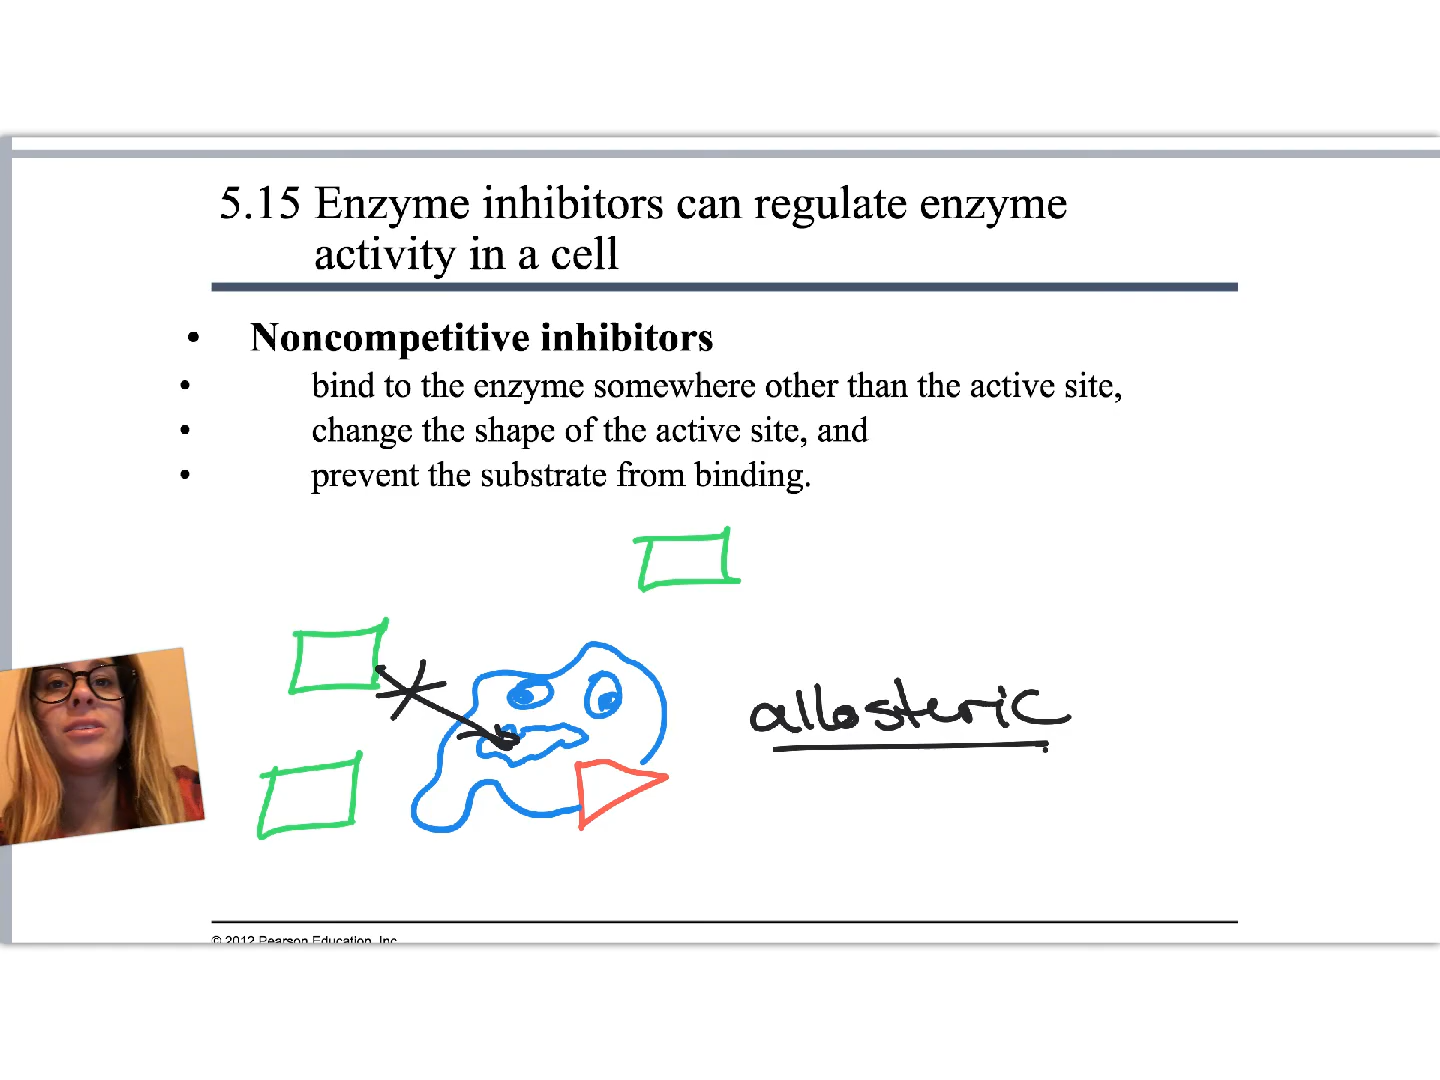 5.15 Enzyme inhibitors can regulate enzyme
activity in a cell
• Noncompetitive inhibitors
• bind to the enzyme somewhere other than the active site,
• change the shape of the active site, and
• prevent the substrate from binding.
allosteric
© 2012 Pearson Education, Inc.